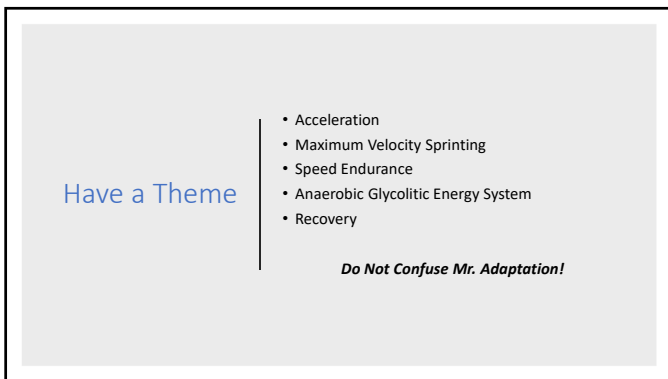 Have a Theme
• Acceleration
• Maximum Velocity Sprinting
• Speed Endurance
• Anaerobic Glycolitic Energy System
• Recovery
Do Not Confuse Mr. Adaptation!